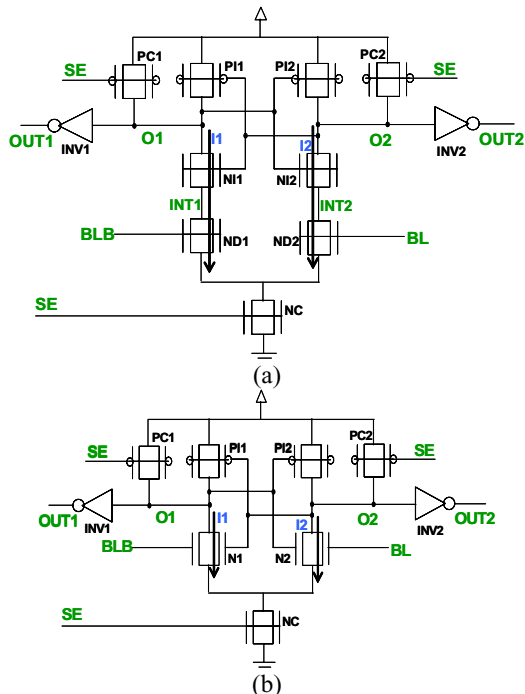 PC1 PI1 PI2 PC2
SE SE
OUT1 INV1 O1 I1 I2 O2 INV2 OUT2
NI1 NI2
INT1 INT2
BLB ND1 ND2 BL
SE NC
(a)
PC1 PI1 PI2 PC2
SE SE
OUT1 INV1 O1 I1 I2 O2 INV2 OUT2
BLB N1 N2 BL
SE NC
(b)